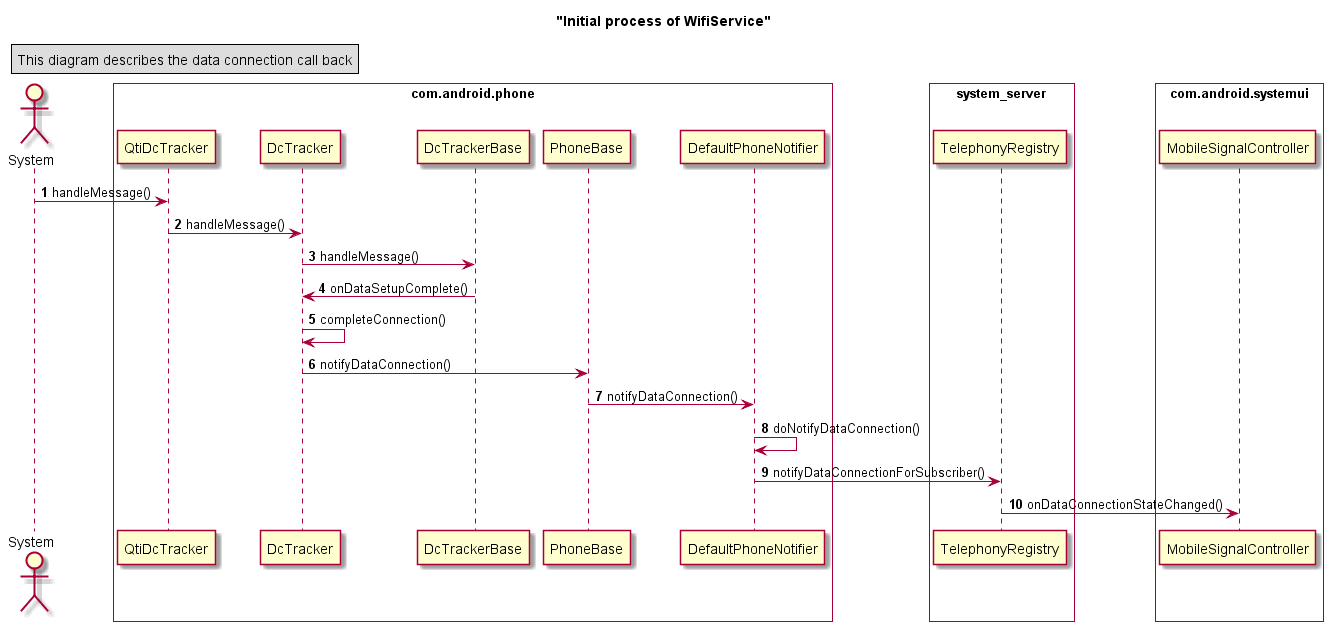 "Initial process of WifiService"
This diagram describes the data connection call back
com.android.phone
system_server
com.android.systemui
System
QtiDcTracker
DcTracker
DcTrackerBase
PhoneBase
DefaultPhoneNotifier
TelephonyRegistry
MobileSignalController
1 handleMessage()
2 handleMessage()
3 handleMessage()
4 onDataSetupComplete()
5 completeConnection()
6 notifyDataConnection()
7 notifyDataConnection()
8 doNotifyDataConnection()
9 notifyDataConnectionForSubscriber()
10 onDataConnectionStateChanged()
System
QtiDcTracker
DcTracker
DcTrackerBase
PhoneBase
DefaultPhoneNotifier
TelephonyRegistry
MobileSignalController